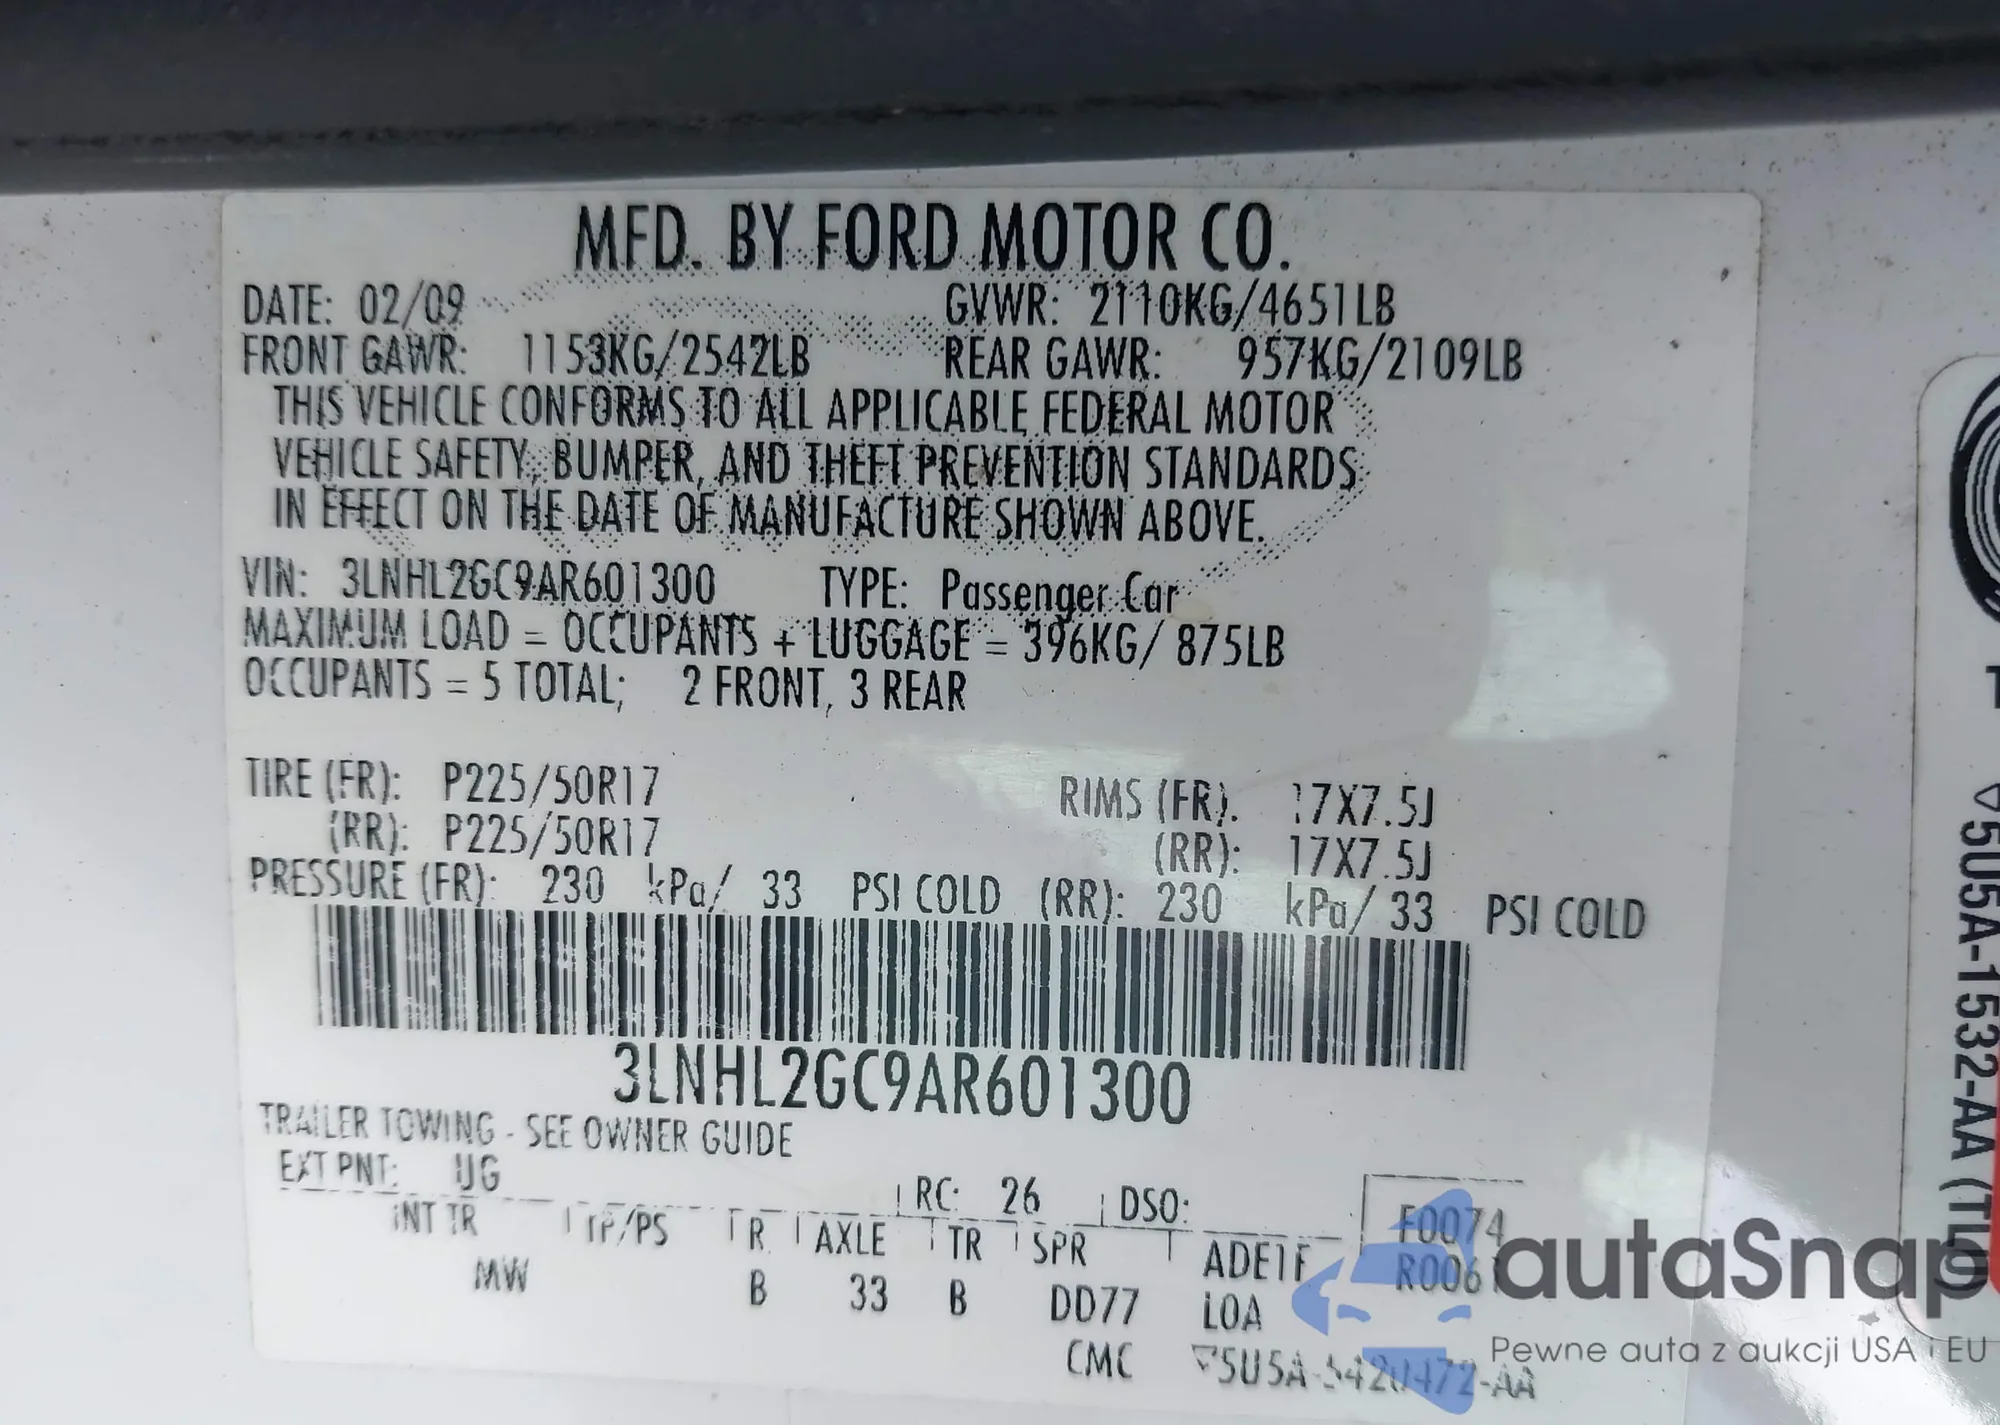 MFD. BY FORD MOTOR CO.
DATE: 02/09 GVWR: 2110KG/4651LB
FRONT GAWR: 1153KG/2542LB REAR GAWR: 957KG/2109LB
THIS VEHICLE CONFORMS TO ALL APPLICABLE FEDERAL MOTOR
VEHICLE SAFETY, BUMPER, AND THEFT PREVENTION STANDARDS
IN EFFECT ON THE DATE OF MANUFACTURE SHOWN ABOVE.
VIN: 3LNHL2GC9AR601300 TYPE: Passenger Car
MAXIMUM LOAD = OCCUPANTS + LUGGAGE = 396KG/ 875LB
OCCUPANTS = 5 TOTAL; 2 FRONT, 3 REAR
TIRE (FR): P225/50R17 RIMS (FR): 17X7.5J
(RR): P225/50R17 (RR): 17X7.5J
PRESSURE (FR): 230 kPa/ 33 PSI COLD (RR): 230 kPa/ 33 PSI COLD
3LNHL2GC9AR601300
TRAILER TOWING - SEE OWNER GUIDE
EXT PNT: UG RC: 26 DSO: F0074
INT TR TP/PS R AXLE TR SPR ADE1F
MW B 33 B DD77 LOA
CMC
5U5A-1532-AA
autaSnap
Pewne auta z aukcji USA i EU